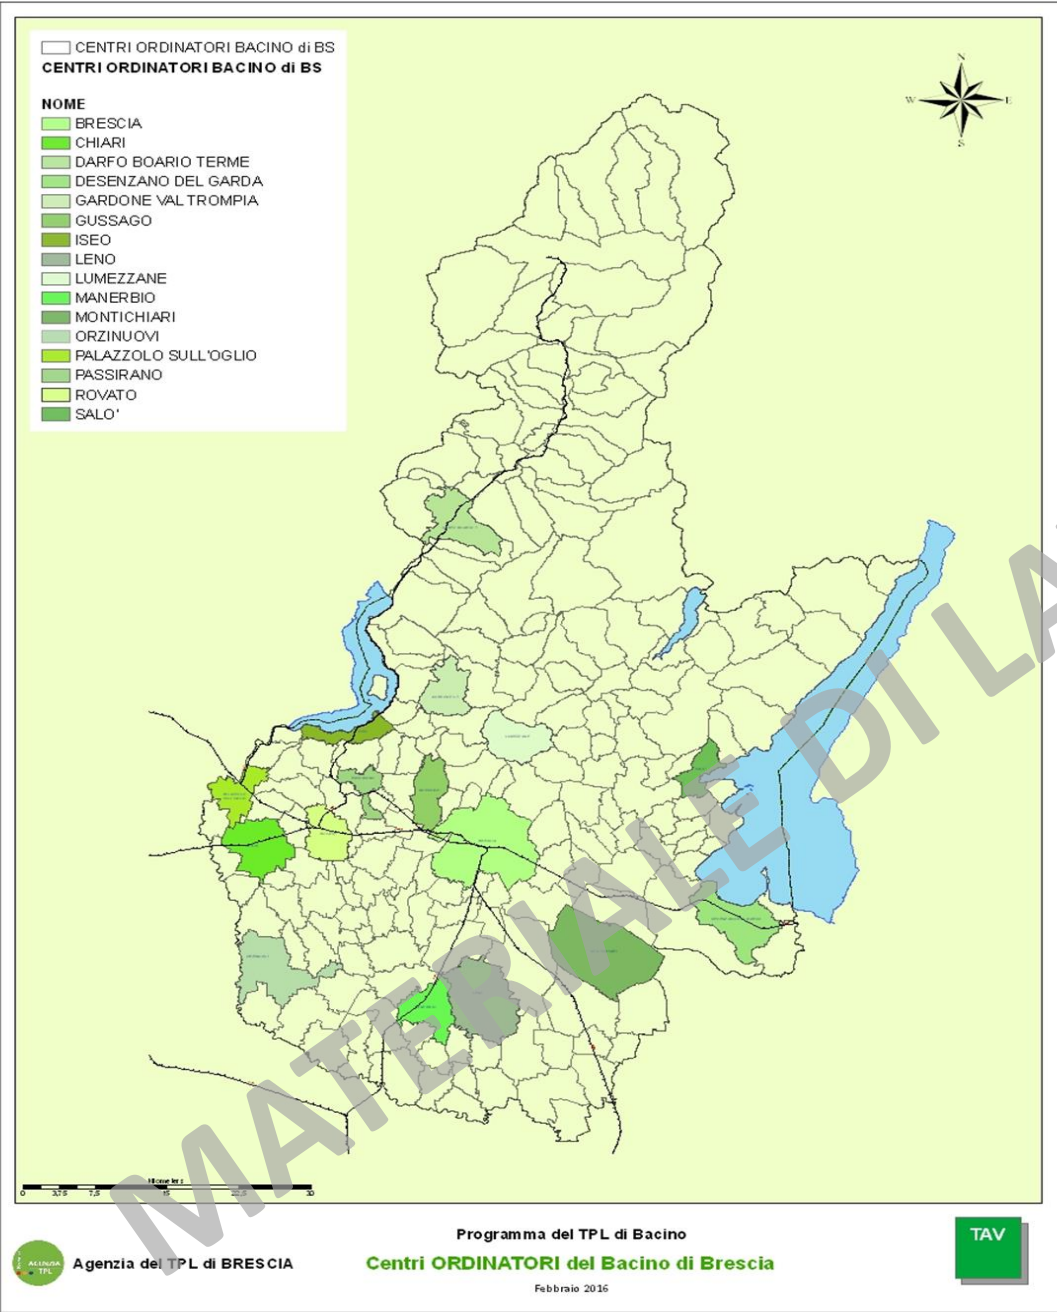 CENTRI ORDINATORI BACINO di BS
CENTRI ORDINATORI BACINO di BS
NOME
BRESCIA
CHIARI
DARFO BOARIO TERME
DESENZANO DEL GARDA
GARDONE VAL TROMPIA
GUSSAGO
ISEO
LENO
LUMEZZANE
MANERBIO
MONTICHIARI
ORZINUOVI
PALAZZOLO SULL'OGLIO
PASSIRANO
ROVATO
SALO'
N
W E
S
MATERIALE DI LA
Kilometers
0 3,75 7,5 15 22,5 30
AGENZIA
TPL
Agenzia del TPL di BRESCIA
Programma del TPL di Bacino
Centri ORDINATORI del Bacino di Brescia
Febbraio 2016
TAV